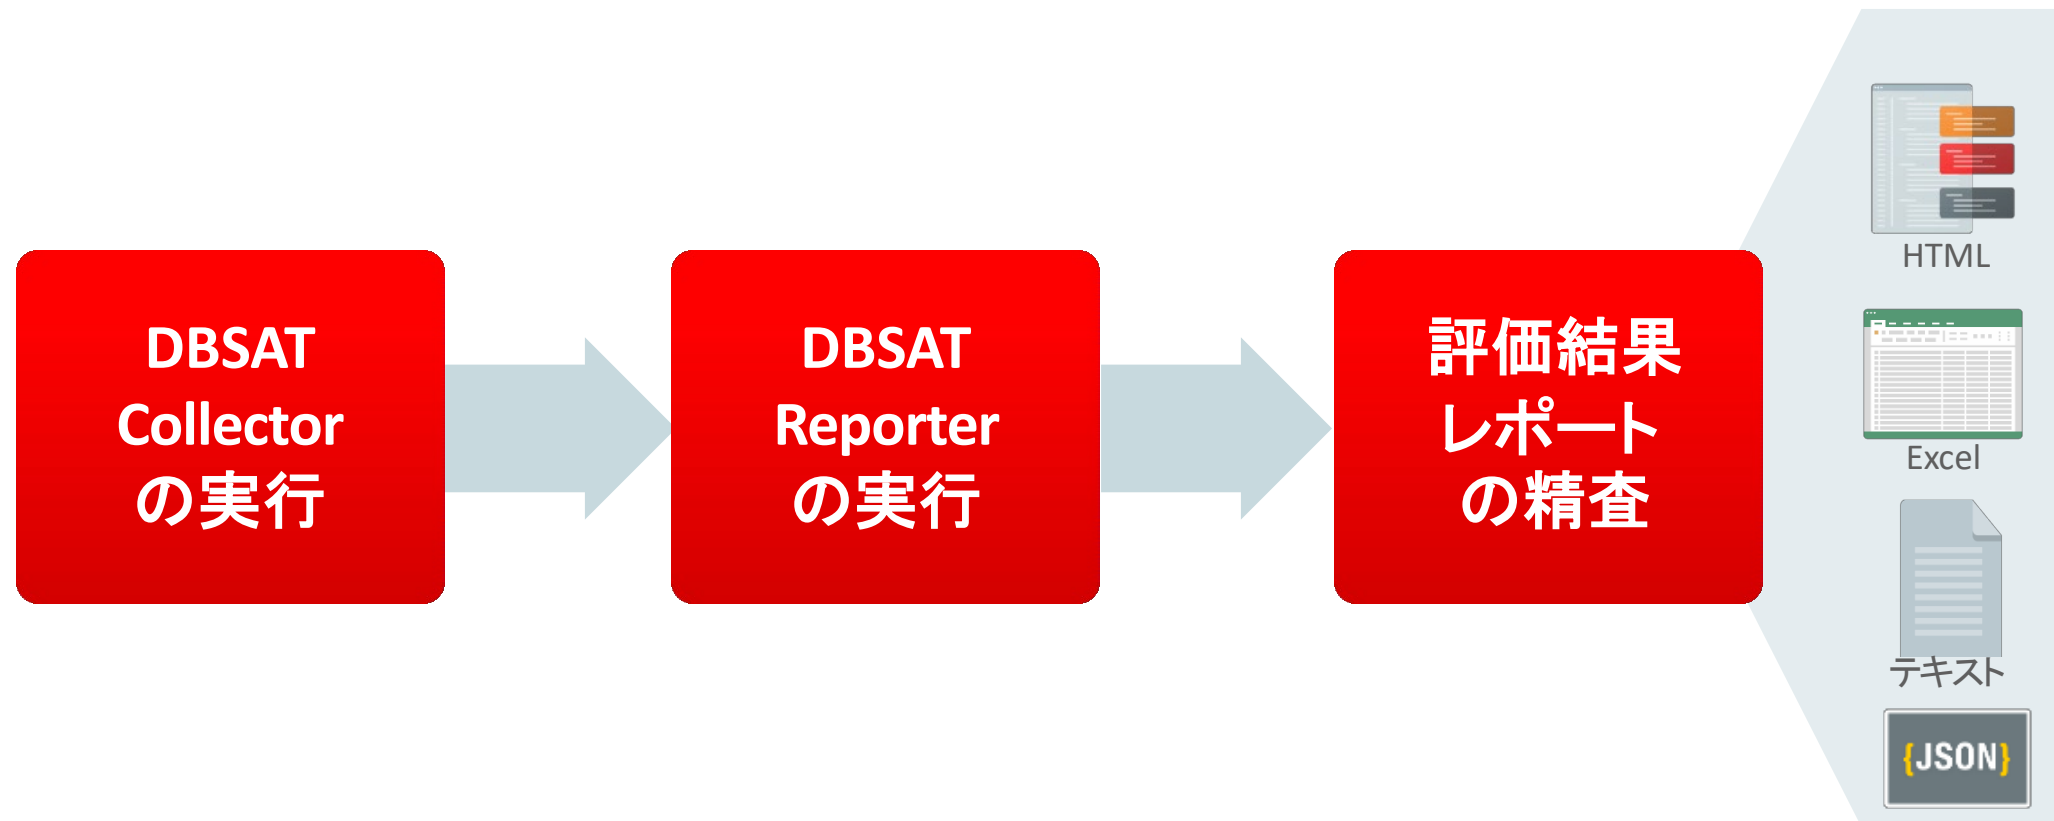 DBSAT
Collector
の実行
DBSAT
Reporter
の実行
評価結果
レポート
の精査
HTML
Excel
テキスト
{JSON}